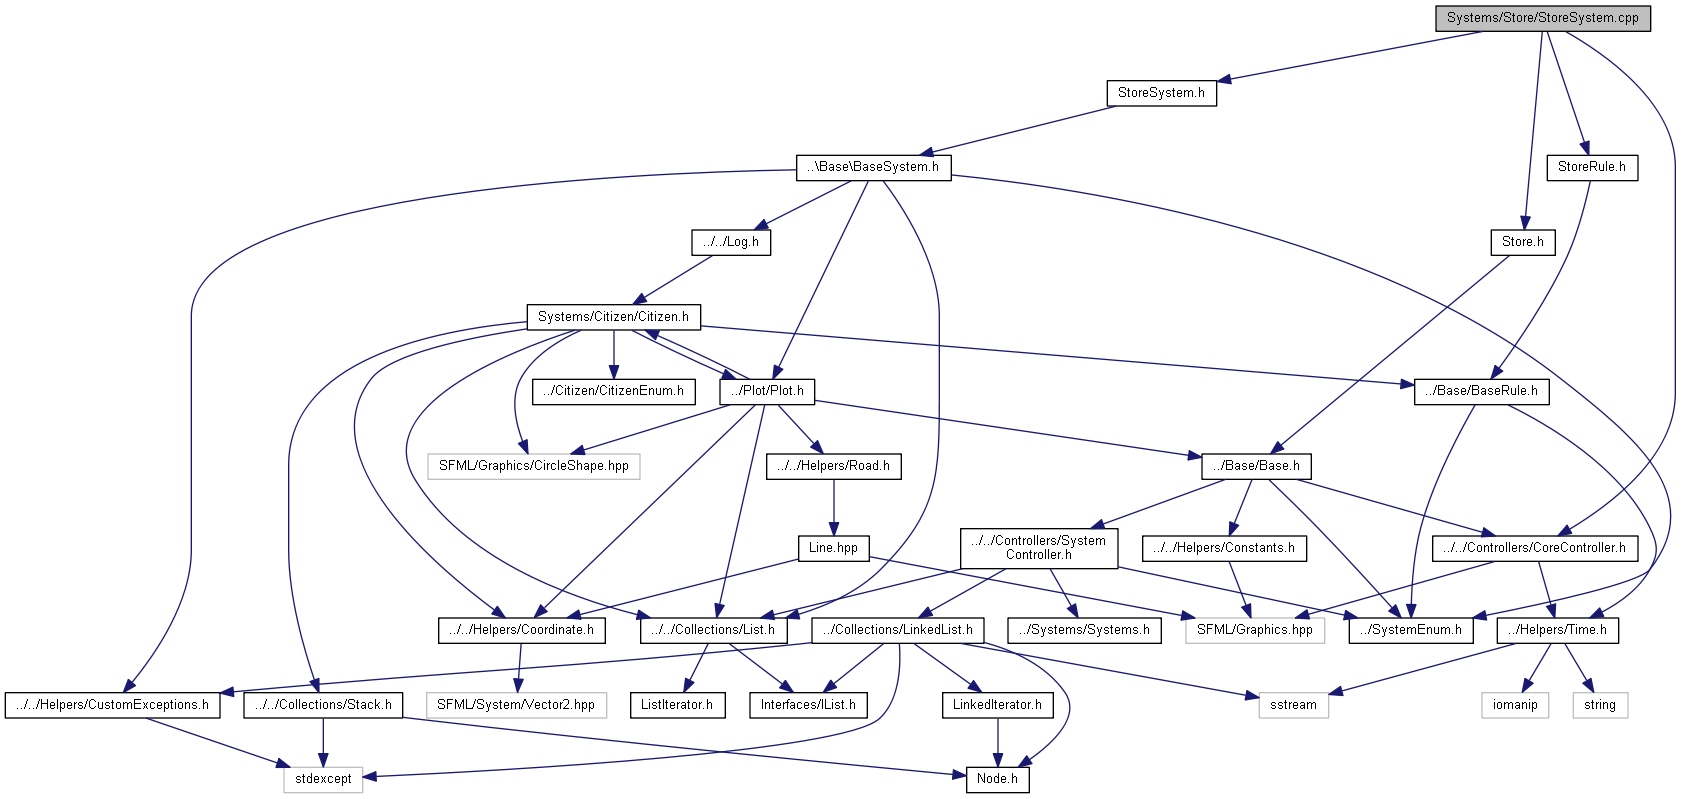 Systems/Store/StoreSystem.cpp
StoreSystem.h
..\Base\BaseSystem.h
StoreRule.h
../../Log.h
Store.h
Systems/Citizen/Citizen.h
../Citizen/CitizenEnum.h
../Plot/Plot.h
../Base/BaseRule.h
SFML/Graphics/CircleShape.hpp
../../Helpers/Road.h
../Base/Base.h
Line.hpp
../../Controllers/System
Controller.h
../../Helpers/Constants.h
../../Controllers/CoreController.h
../../Helpers/Coordinate.h
../../Collections/List.h
../Collections/LinkedList.h
../Systems/Systems.h
SFML/Graphics.hpp
../SystemEnum.h
../Helpers/Time.h
../../Helpers/CustomExceptions.h
../../Collections/Stack.h
SFML/System/Vector2.hpp
ListIterator.h
Interfaces/IList.h
LinkedIterator.h
sstream
iomanip
string
stdexcept
Node.h